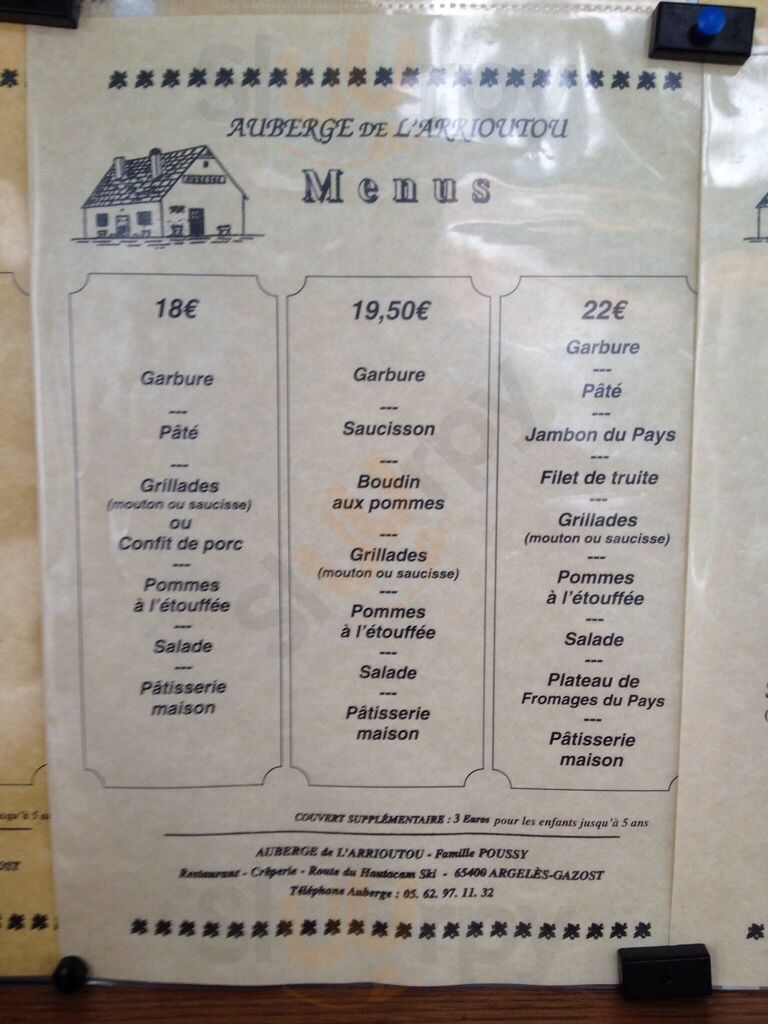 AUBERGE DE L'ARRIOUTOU
Menus
18€
Garbure
---
Pâté
---
Grillades
(mouton ou saucisse)
ou
Confit de porc
---
Pommes
à l'étouffée
---
Salade
---
Pâtisserie
maison
19,50€
Garbure
---
Saucisson
---
Boudin
aux pommes
---
Grillades
(mouton ou saucisse)
---
Pommes
à l'étouffée
---
Salade
---
Pâtisserie
maison
22€
Garbure
---
Pâté
---
Jambon du Pays
---
Filet de truite
---
Grillades
(mouton ou saucisse)
---
Pommes
à l'étouffée
---
Salade
---
Plateau de
Fromages du Pays
---
Pâtisserie
maison
COUVERT SUPPLÉMENTAIRE : 3 Euros pour les enfants jusqu'à 5 ans
AUBERGE de L'ARRIOUTOU - Famille POUSSY
Restaurant - Crêperie - Route du Hautacam Ski - 65400 ARGELÈS-GAZOST
Téléphone Auberge : 05. 62. 97. 11. 32